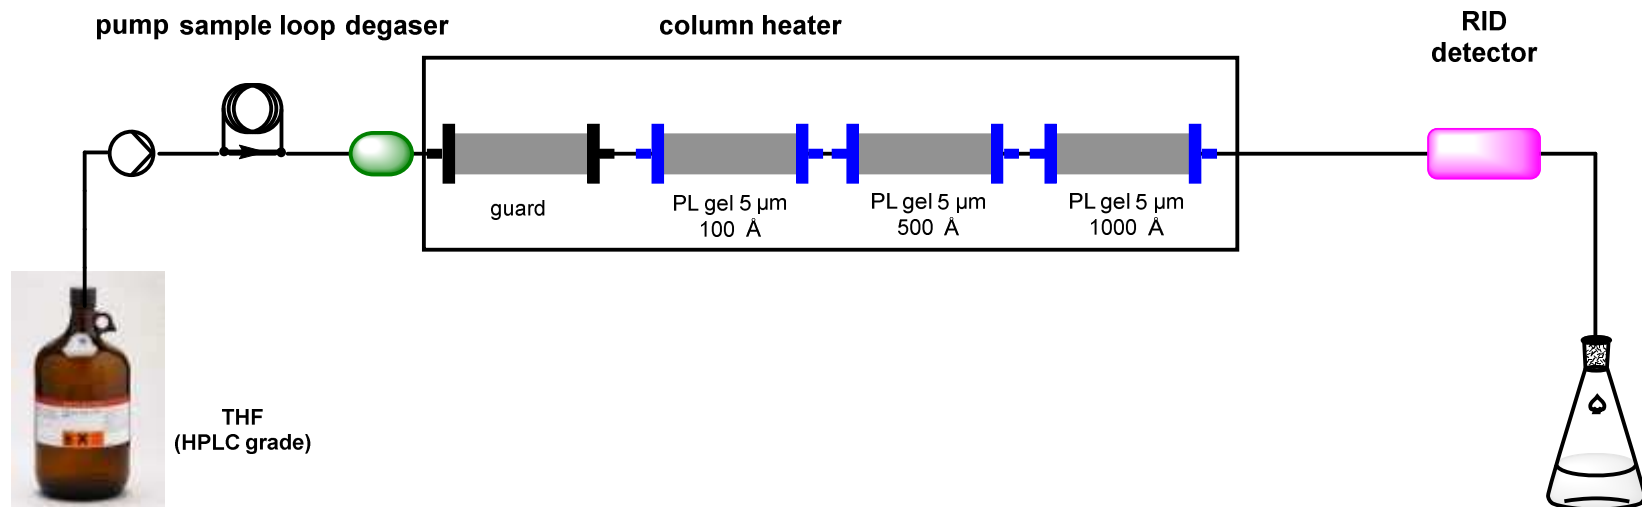 pump sample loop degaser
column heater
RID
detector
guard
PL gel 5 µm
100 Å
PL gel 5 µm
500 Å
PL gel 5 µm
1000 Å
THF
(HPLC grade)